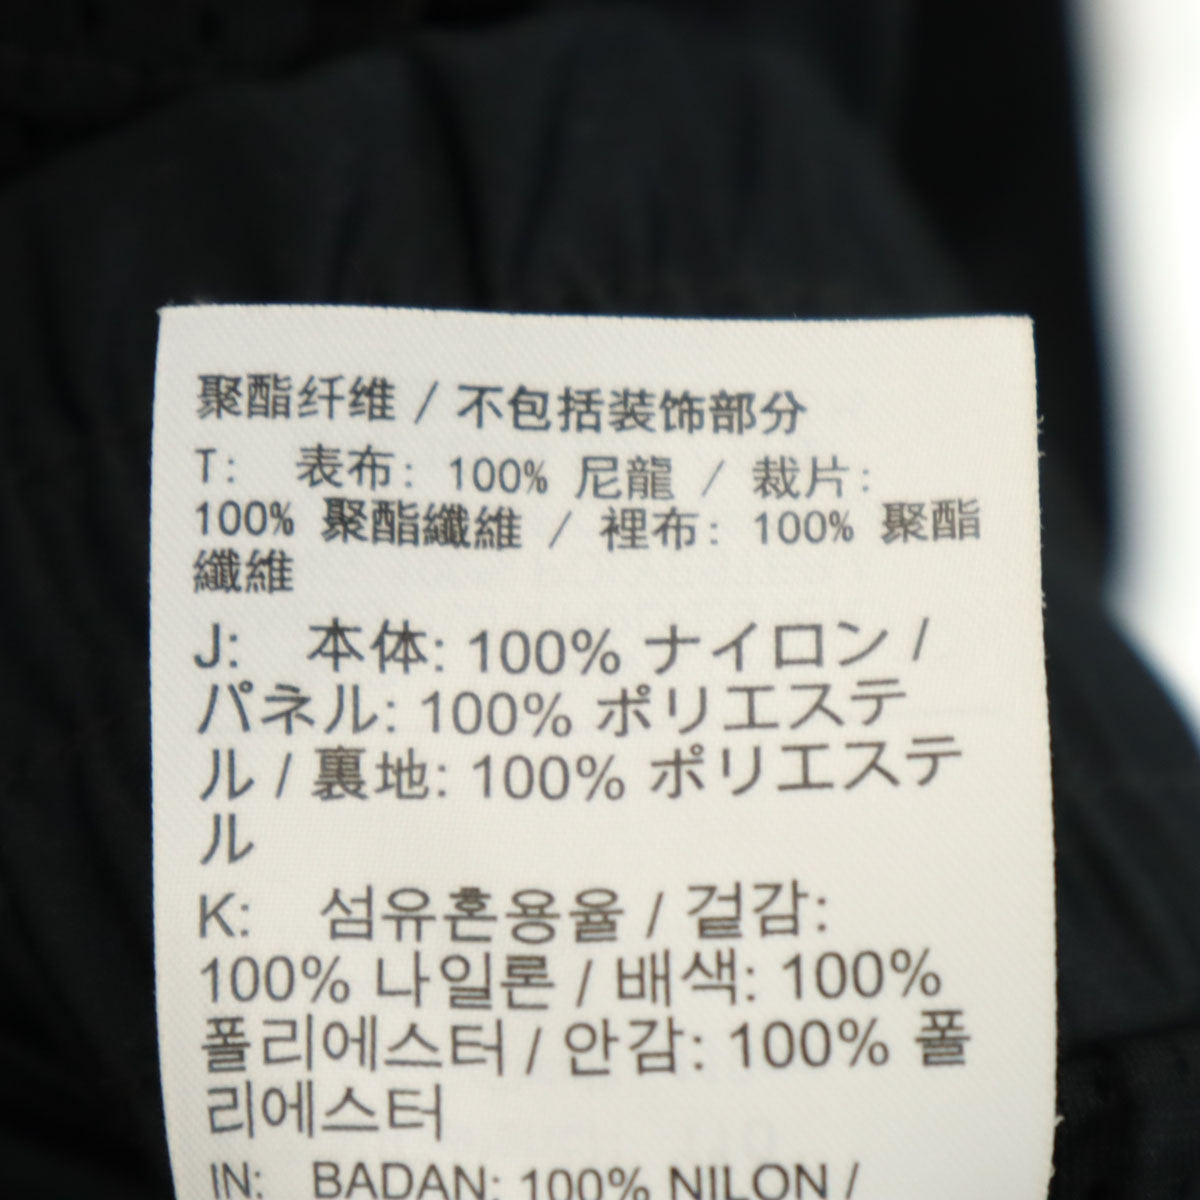 聚酯纤维 / 不包括装饰部分
T: 表布: 100% 尼龍 / 裁片:
100% 聚酯纖維 / 裡布: 100% 聚酯
纖維
J: 本体: 100% ナイロン /
パネル: 100% ポリエステ
ル / 裏地: 100% ポリエステ
ル
K: 섬유혼용율 / 겉감:
100% 나일론 / 배색: 100%
폴리에스터 / 안감: 100% 폴
리에스터
IN: BADAN: 100% NILON /